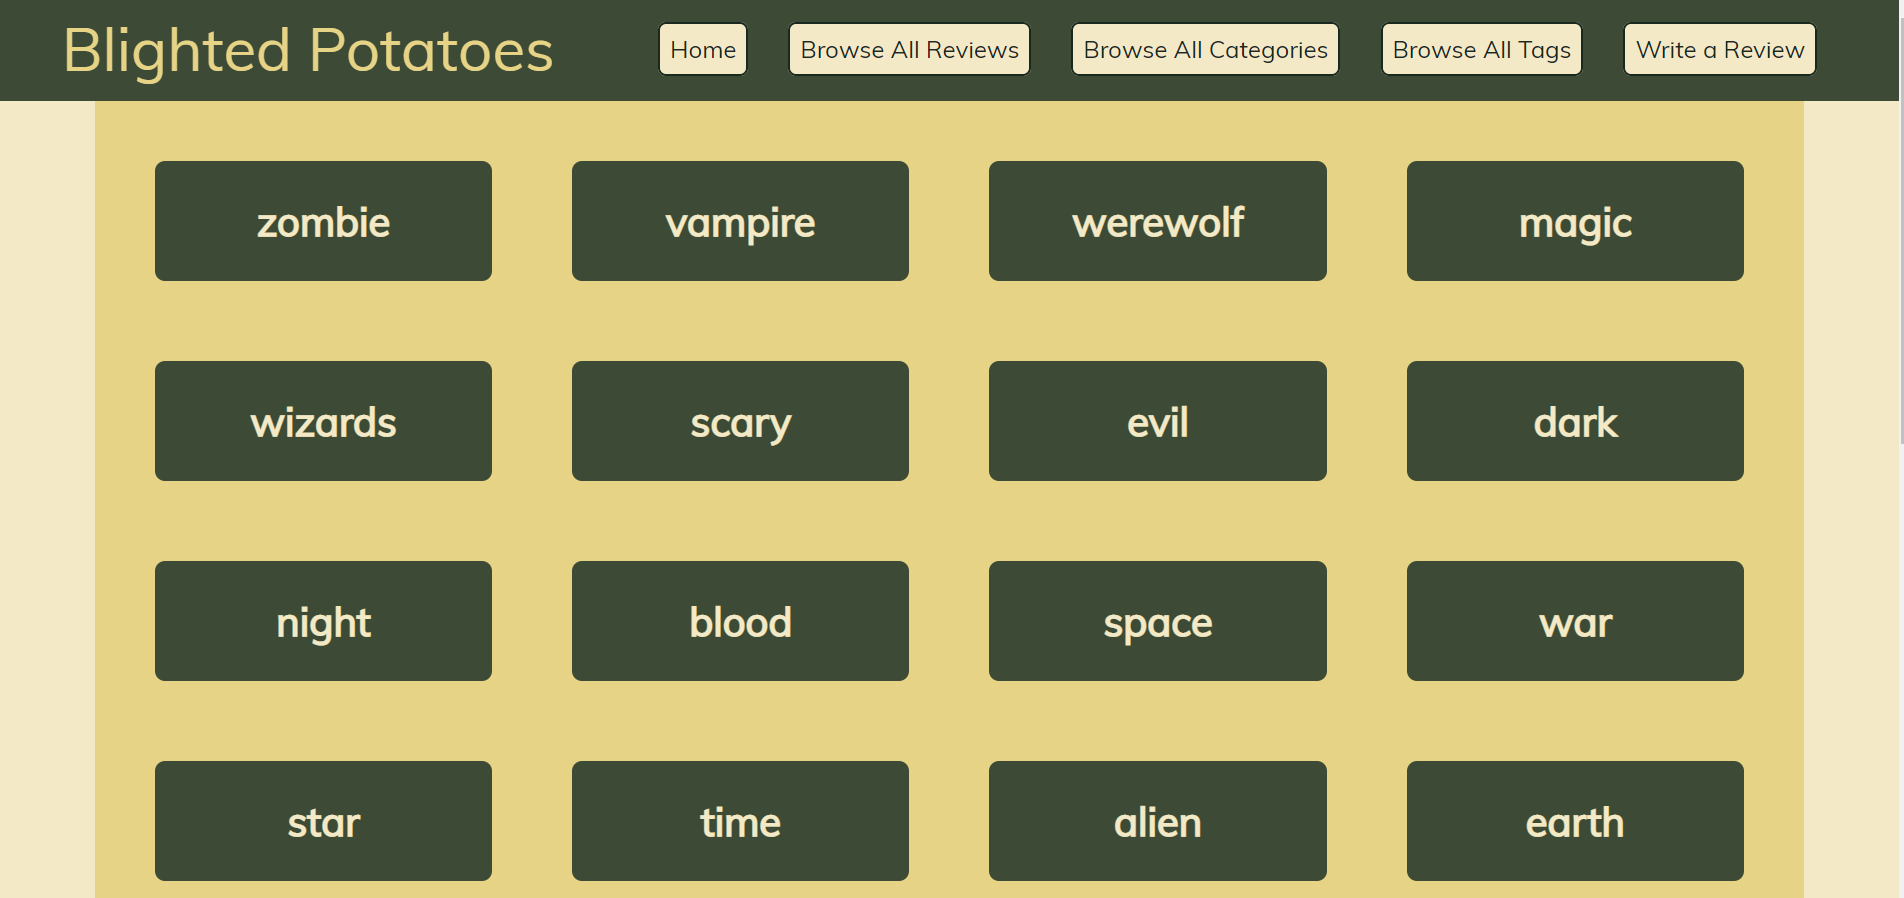 Blighted Potatoes
Home Browse All Reviews Browse All Categories Browse All Tags Write a Review
zombie vampire werewolf magic
wizards scary evil dark
night blood space war
star time alien earth